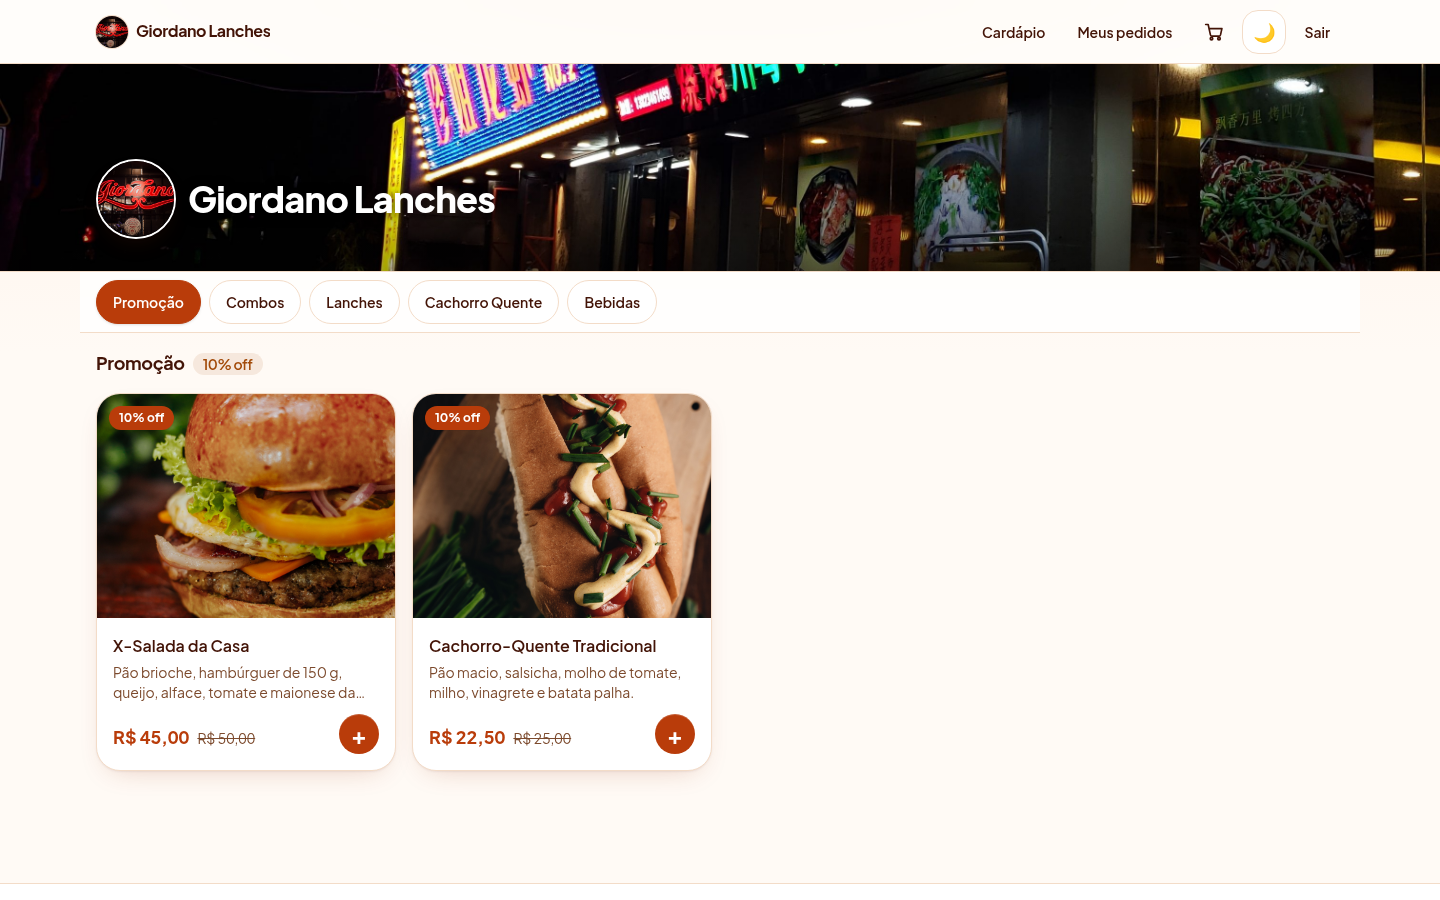 Giordano Lanches
Cardápio
Meus pedidos
Sair
Giordano
Giordano Lanches
Promoção
Combos
Lanches
Cachorro Quente
Bebidas
Promoção 10% off
10% off
X-Salada da Casa
Pão brioche, hambúrguer de 150 g,
queijo, alface, tomate e maionese da...
R$ 45,00 R$ 50,00
+
10% off
Cachorro-Quente Tradicional
Pão macio, salsicha, molho de tomate,
milho, vinagrete e batata palha.
R$ 22,50 R$ 25,00
+